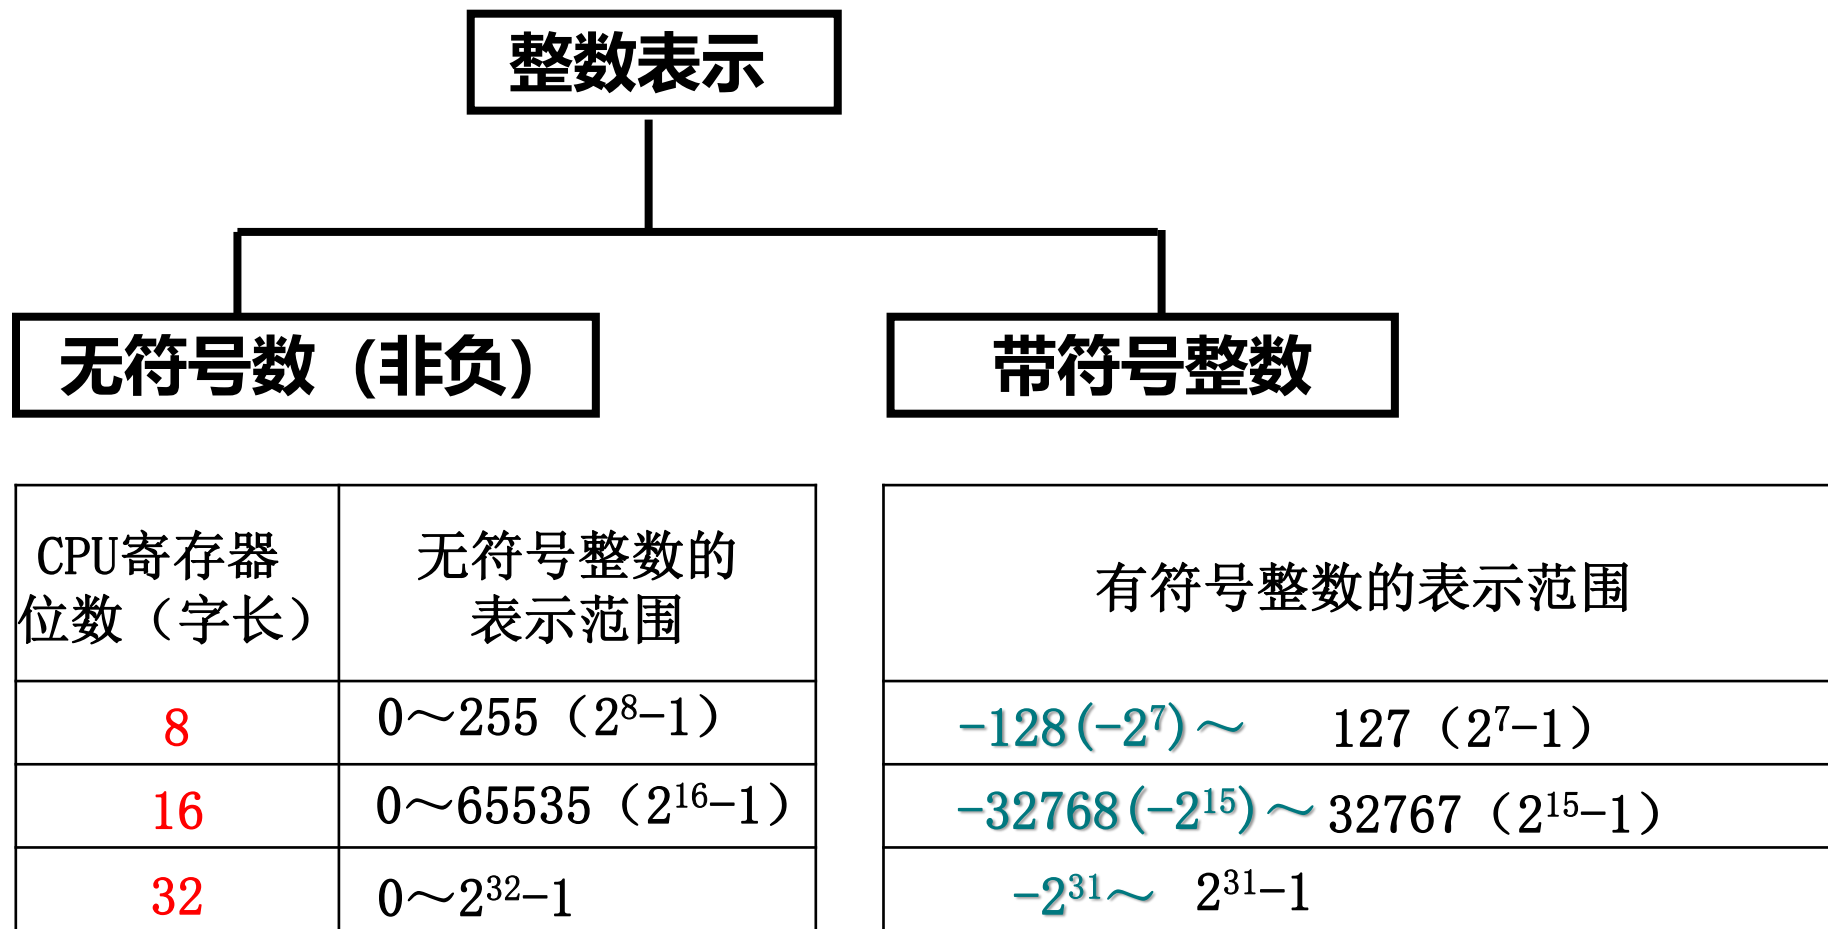 整数表示
无符号数（非负）
带符号整数
CPU寄存器
位数（字长）
无符号整数的
表示范围
有符号整数的表示范围
8
0～255（2⁸-1）
-128(-2⁷)～ 127（2⁷-1）
16
0～65535（2¹⁶-1）
-32768(-2¹⁵)～32767（2¹⁵-1）
32
0～2³²-1
-2³¹～ 2³¹-1